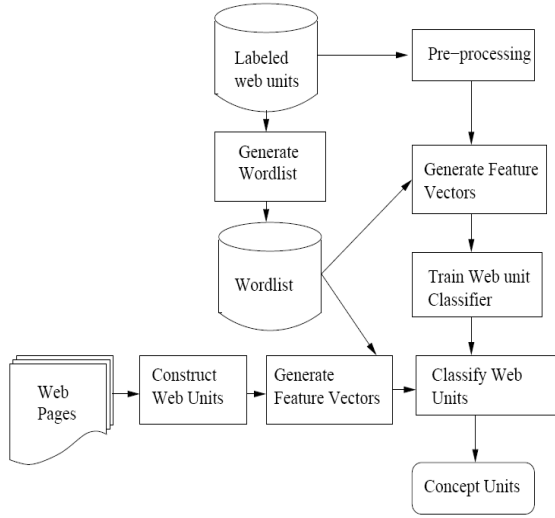 Labeled
web units
Pre-processing
Generate
Wordlist
Generate Feature
Vectors
Wordlist
Train Web unit
Classifier
Web
Pages
Construct
Web Units
Generate
Feature Vectors
Classify Web
Units
Concept Units